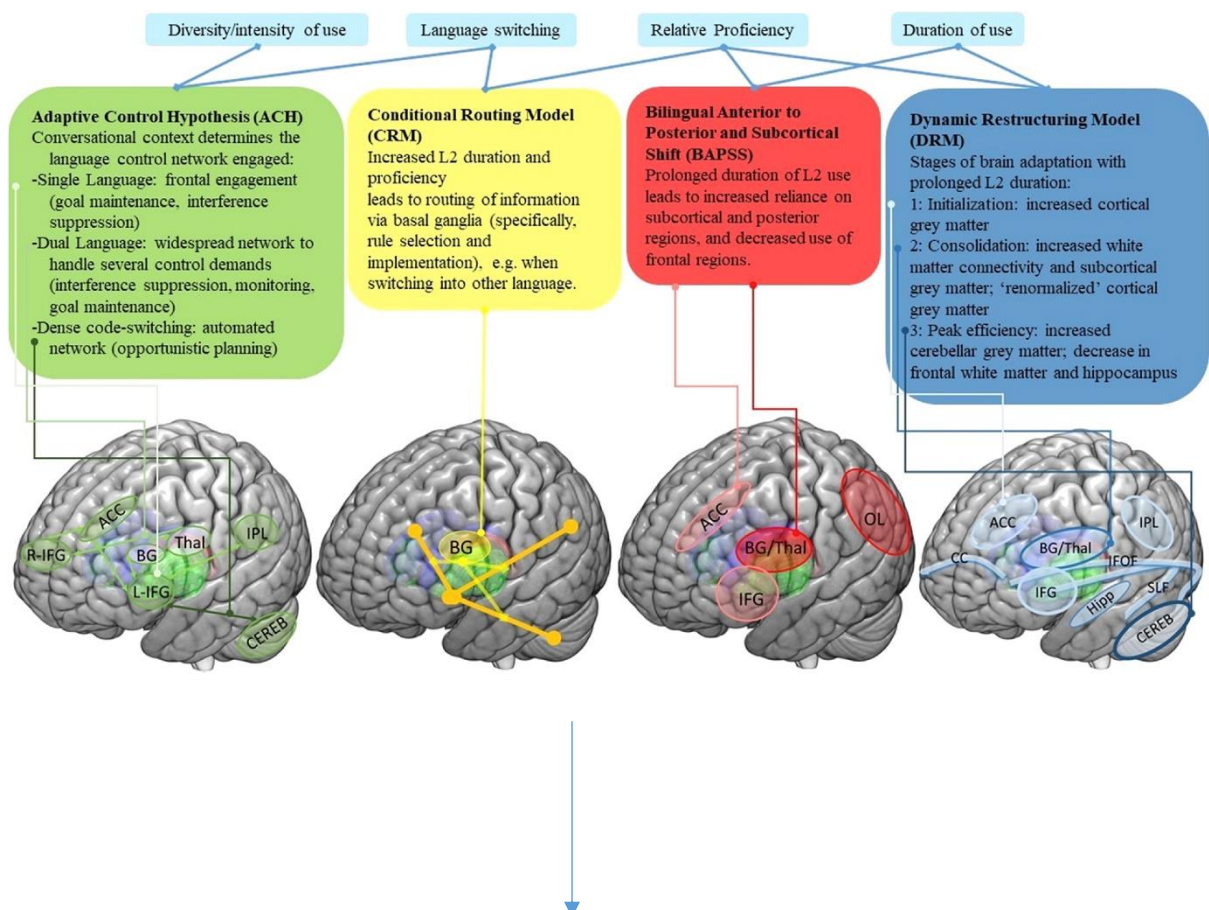 Diversity/intensity of use
Language switching
Relative Proficiency
Duration of use
Adaptive Control Hypothesis (ACH)
Conversational context determines the
language control network engaged:
-Single Language: frontal engagement
(goal maintenance, interference
suppression)
-Dual Language: widespread network to
handle several control demands
(interference suppression, monitoring,
goal maintenance)
-Dense code-switching: automated
network (opportunistic planning)
Conditional Routing Model
(CRM)
Increased L2 duration and
proficiency
leads to routing of information
via basal ganglia (specifically,
rule selection and
implementation), e.g. when
switching into other language.
Bilingual Anterior to
Posterior and Subcortical
Shift (BAPSS)
Prolonged duration of L2 use
leads to increased reliance on
subcortical and posterior
regions, and decreased use of
frontal regions.
Dynamic Restructuring Model
(DRM)
Stages of brain adaptation with
prolonged L2 duration:
1: Initialization: increased cortical
grey matter
2: Consolidation: increased white
matter connectivity and subcortical
grey matter; ‘renormalized’ cortical
grey matter
3: Peak efficiency: increased
cerebellar grey matter; decrease in
frontal white matter and hippocampus
ACC
R-IFG
BG
Thal
IPL
L-IFG
CEREB
BG
ACC
OL
BG/Thal
IFG
ACC
IPL
BG/Thal
IFOF
CC
IFG
Hipp
SLF
CEREB